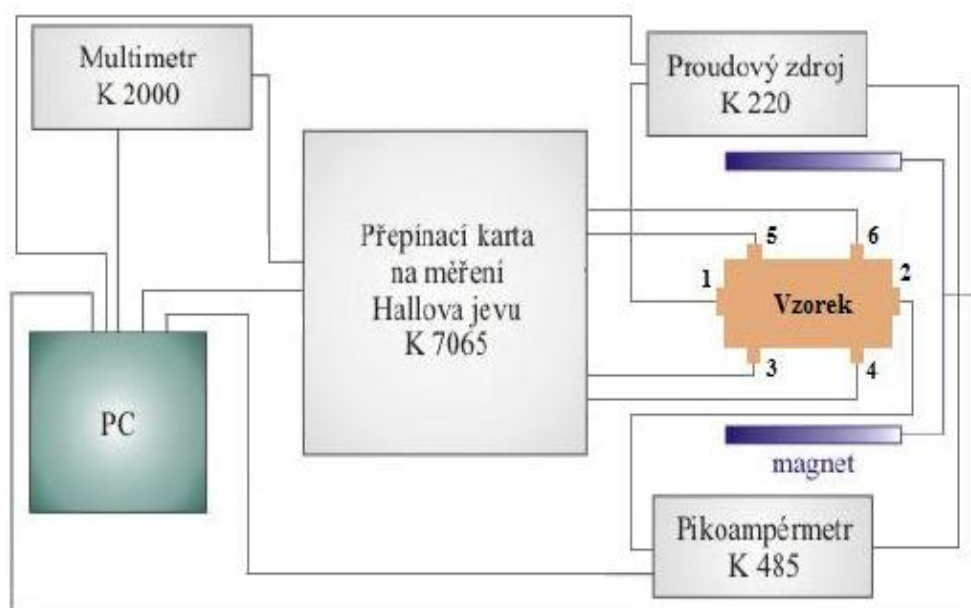 Multimetr
K 2000
Proudový zdroj
K 220
Přepínací karta
na měření
Hallova jevu
K 7065
5
6
1
2
Vzorek
3
4
PC
magnet
Pikoampérmetr
K 485